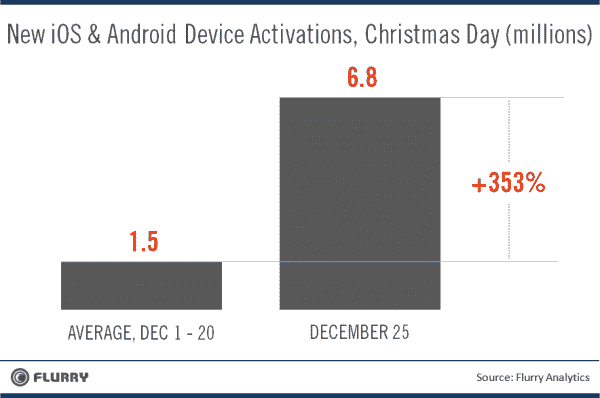 New iOS & Android Device Activations, Christmas Day (millions)
6.8
+353%
1.5
AVERAGE, DEC 1 - 20
DECEMBER 25
FLURRY
Source: Flurry Analytics